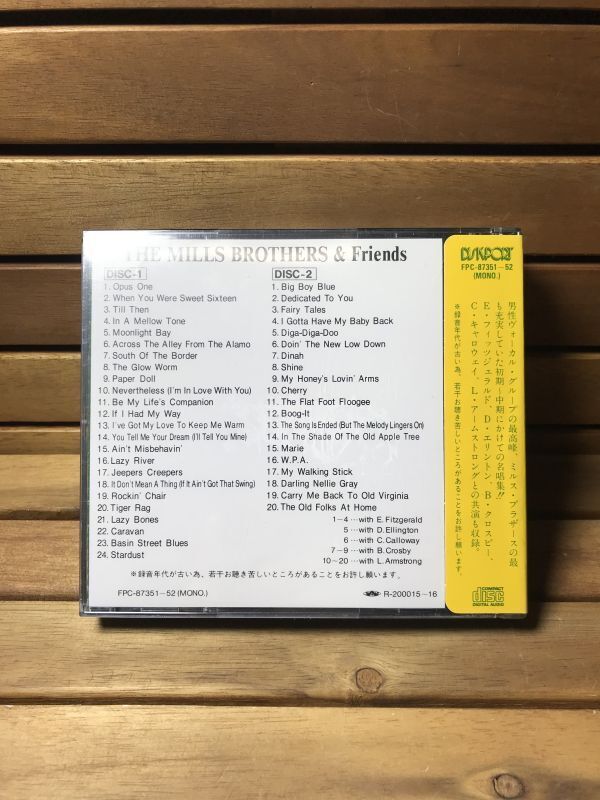 THE MILLS BROTHERS & Friends
DISC-1
1. Opus One
2. When You Were Sweet Sixteen
3. Till Then
4. In A Mellow Tone
5. Moonlight Bay
6. Across The Alley From The Alamo
7. South Of The Border
8. The Glow Worm
9. Paper Doll
10. Nevertheless (I'm In Love With You)
11. Be My Life's Companion
12. If I Had My Way
13. I've Got My Love To Keep Me Warm
14. You Tell Me Your Dream (I'll Tell You Mine)
15. Ain't Misbehavin'
16. Lazy River
17. Jeepers Creepers
18. It Don't Mean A Thing (If It Ain't Got That Swing)
19. Rockin' Chair
20. Tiger Rag
21. Lazy Bones
22. Caravan
23. Basin Street Blues
24. Stardust
DISC-2
1. Big Boy Blue
2. Dedicated To You
3. Fairy Tales
4. I Gotta Have My Baby Back
5. Diga-Diga-Doo
6. Doin' The New Low Down
7. Dinah
8. Shine
9. My Honey's Lovin' Arms
10. Cherry
11. The Flat Foot Floogee
12. Boog-It
13. The Song Is Ended (But The Melody Lingers On)
14. In The Shade Of The Old Apple Tree
15. Marie
16. W.P.A.
17. My Walking Stick
18. Darling Nellie Gray
19. Carry Me Back To Old Virginia
20. The Old Folks At Home
1~4 …with E. Fitzgerald
5 …with D. Ellington
6 …with C. Calloway
7~9 …with B. Crosby
10~20 …with L. Armstrong
※録音年代が古い為、若干お聴き苦しいところがあることをお許し願います。
FPC-87351~52 (MONO.)
R-200015~16
DISKPORT
FPC-87351~52
(MONO.)
男性ヴォーカル・グループの最高峰、ミルス・ブラザースの最
も充実していた初期~中期にかけての名唱集!!
E・フィッツジェラルド、D・エリントン、B・クロスビー、
C・キャロウェイ、L・アームストロングとの共演も収録。
※録音年代が古い為、若干お聴き苦しいところがあることをお許し願います。
COMPACT
disc
DIGITAL AUDIO